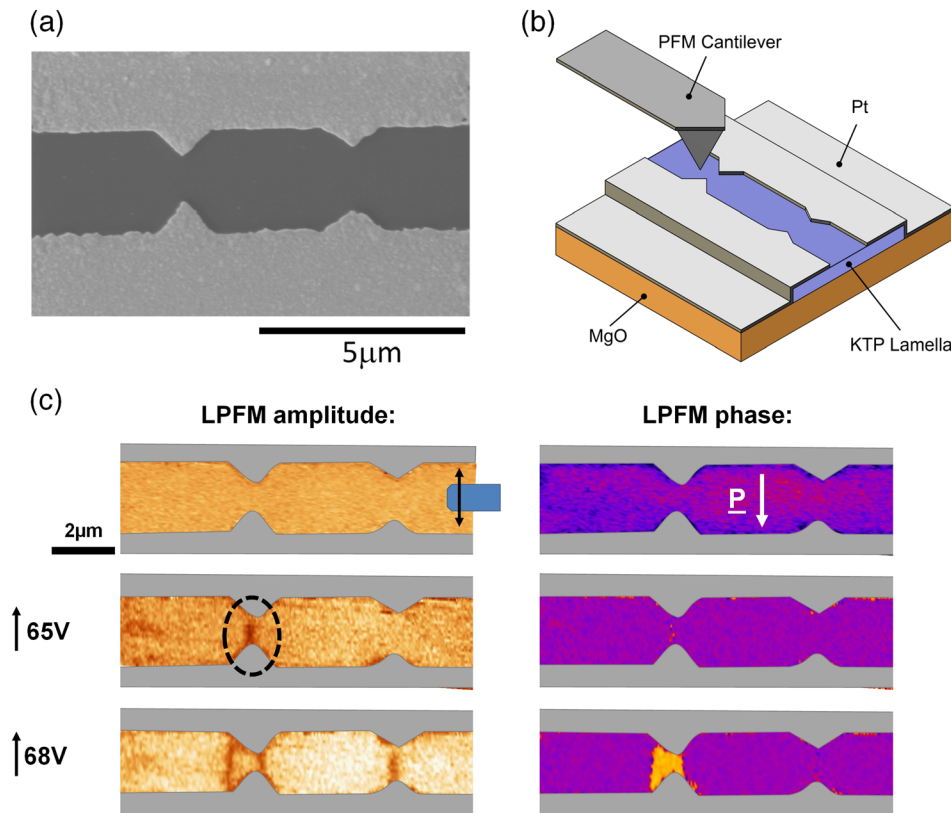 (a)
5μm
(b)
PFM Cantilever
Pt
MgO
KTP Lamella
(c)
LPFM amplitude:
LPFM phase:
P
2μm
65V
68V